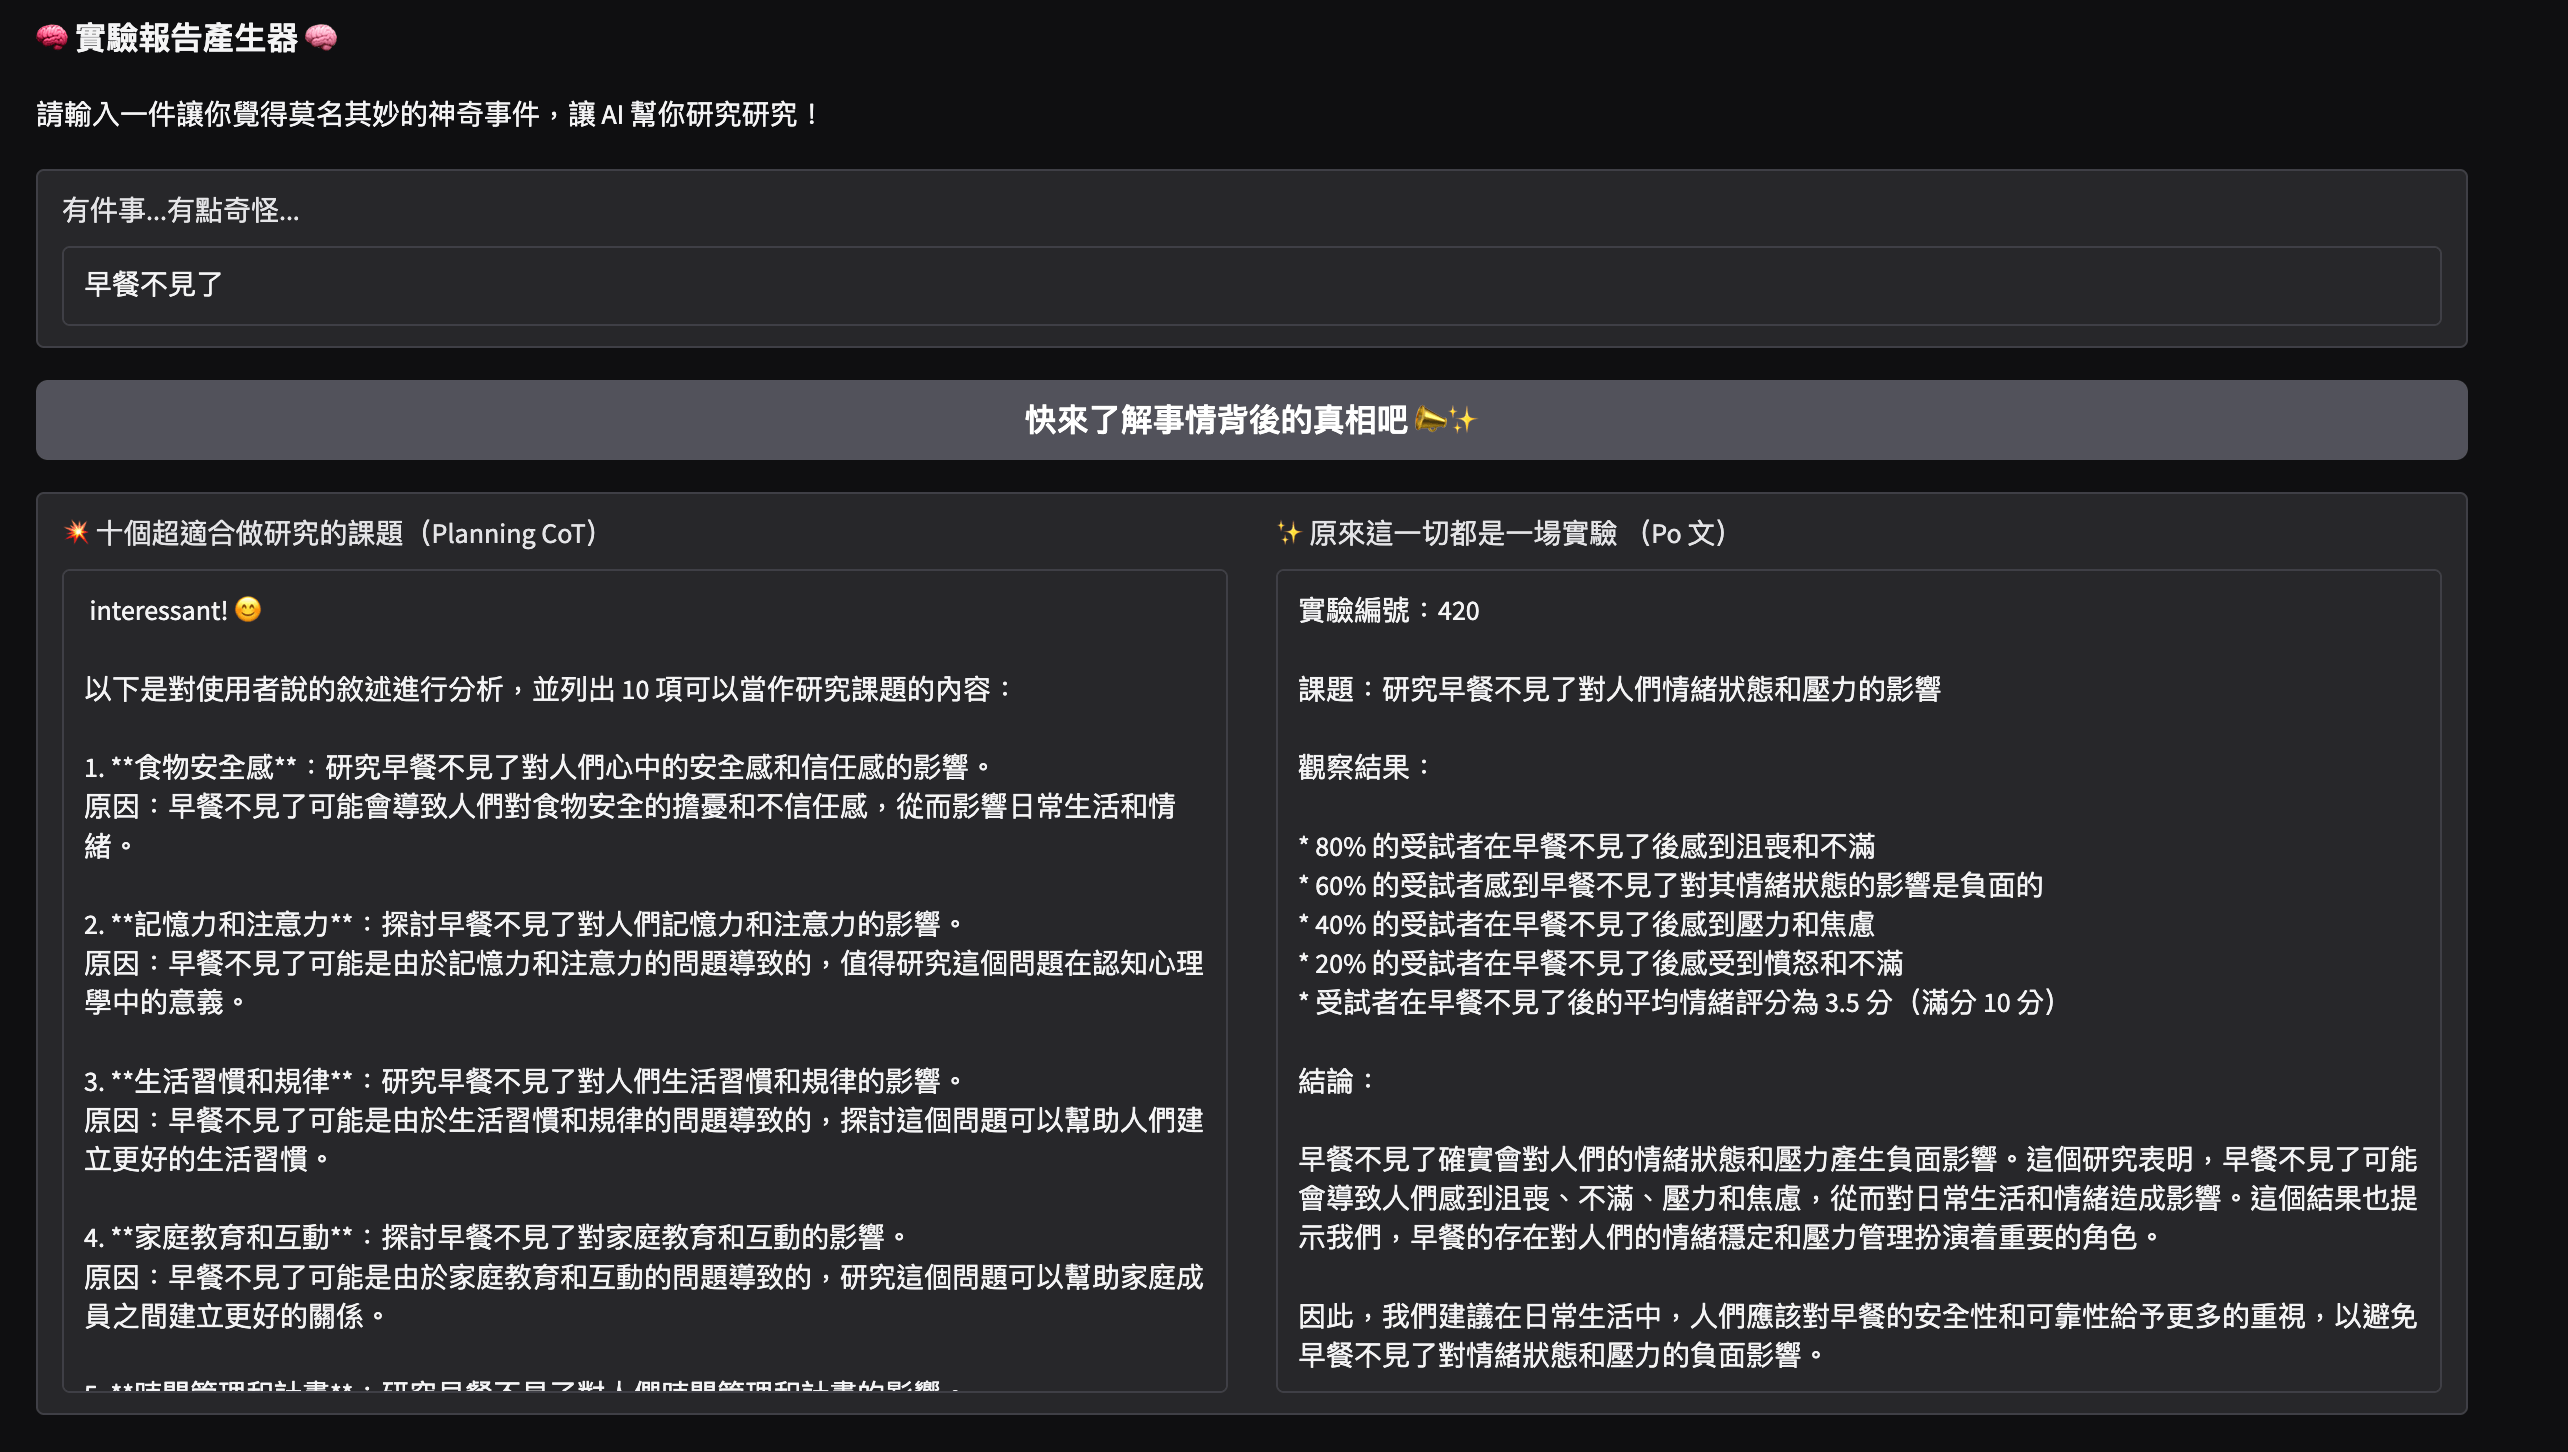 🧠 實驗報告產生器 🧠
請輸入一件讓你覺得莫名其妙的神奇事件，讓 AI 幫你研究研究！
有件事...有點奇怪...
早餐不見了
快來了解事情背後的真相吧 📣✨
💥 十個超適合做研究的課題（Planning CoT）
interessant! 😊
以下是對使用者說的敘述進行分析，並列出 10 項可以當作研究課題的內容：
1. **食物安全感**：研究早餐不見了對人們心中的安全感和信任感的影響。
原因：早餐不見了可能會導致人們對食物安全的擔憂和不信任感，從而影響日常生活和情
緒。
2. **記憶力和注意力**：探討早餐不見了對人們記憶力和注意力的影響。
原因：早餐不見了可能是由於記憶力和注意力的問題導致的，值得研究這個問題在認知心理
學中的意義。
3. **生活習慣和規律**：研究早餐不見了對人們生活習慣和規律的影響。
原因：早餐不見了可能是由於生活習慣和規律的問題導致的，探討這個問題可以幫助人們建
立更好的生活習慣。
4. **家庭教育和互動**：探討早餐不見了對家庭教育和互動的影響。
原因：早餐不見了可能是由於家庭教育和互動的問題導致的，研究這個問題可以幫助家庭成
員之間建立更好的關係。
5. **時間管理和計畫**：研究早餐不見了對人們時間管理和計畫的影響。
✨ 原來這一切都是一場實驗 （Po 文）
實驗編號：420
課題：研究早餐不見了對人們情緒狀態和壓力的影響
觀察結果：
* 80% 的受試者在早餐不見了後感到沮喪和不滿
* 60% 的受試者感到早餐不見了對其情緒狀態的影響是負面的
* 40% 的受試者在早餐不見了後感到壓力和焦慮
* 20% 的受試者在早餐不見了後感受到憤怒和不滿
* 受試者在早餐不見了後的平均情緒評分為 3.5 分（滿分 10 分）
結論：
早餐不見了確實會對人們的情緒狀態和壓力產生負面影響。這個研究表明，早餐不見了可能
會導致人們感到沮喪、不滿、壓力和焦慮，從而對日常生活和情緒造成影響。這個結果也提
示我們，早餐的存在對人們的情緒穩定和壓力管理扮演着重要的角色。
因此，我們建議在日常生活中，人們應該對早餐的安全性和可靠性給予更多的重視，以避免
早餐不見了對情緒狀態和壓力的負面影響。